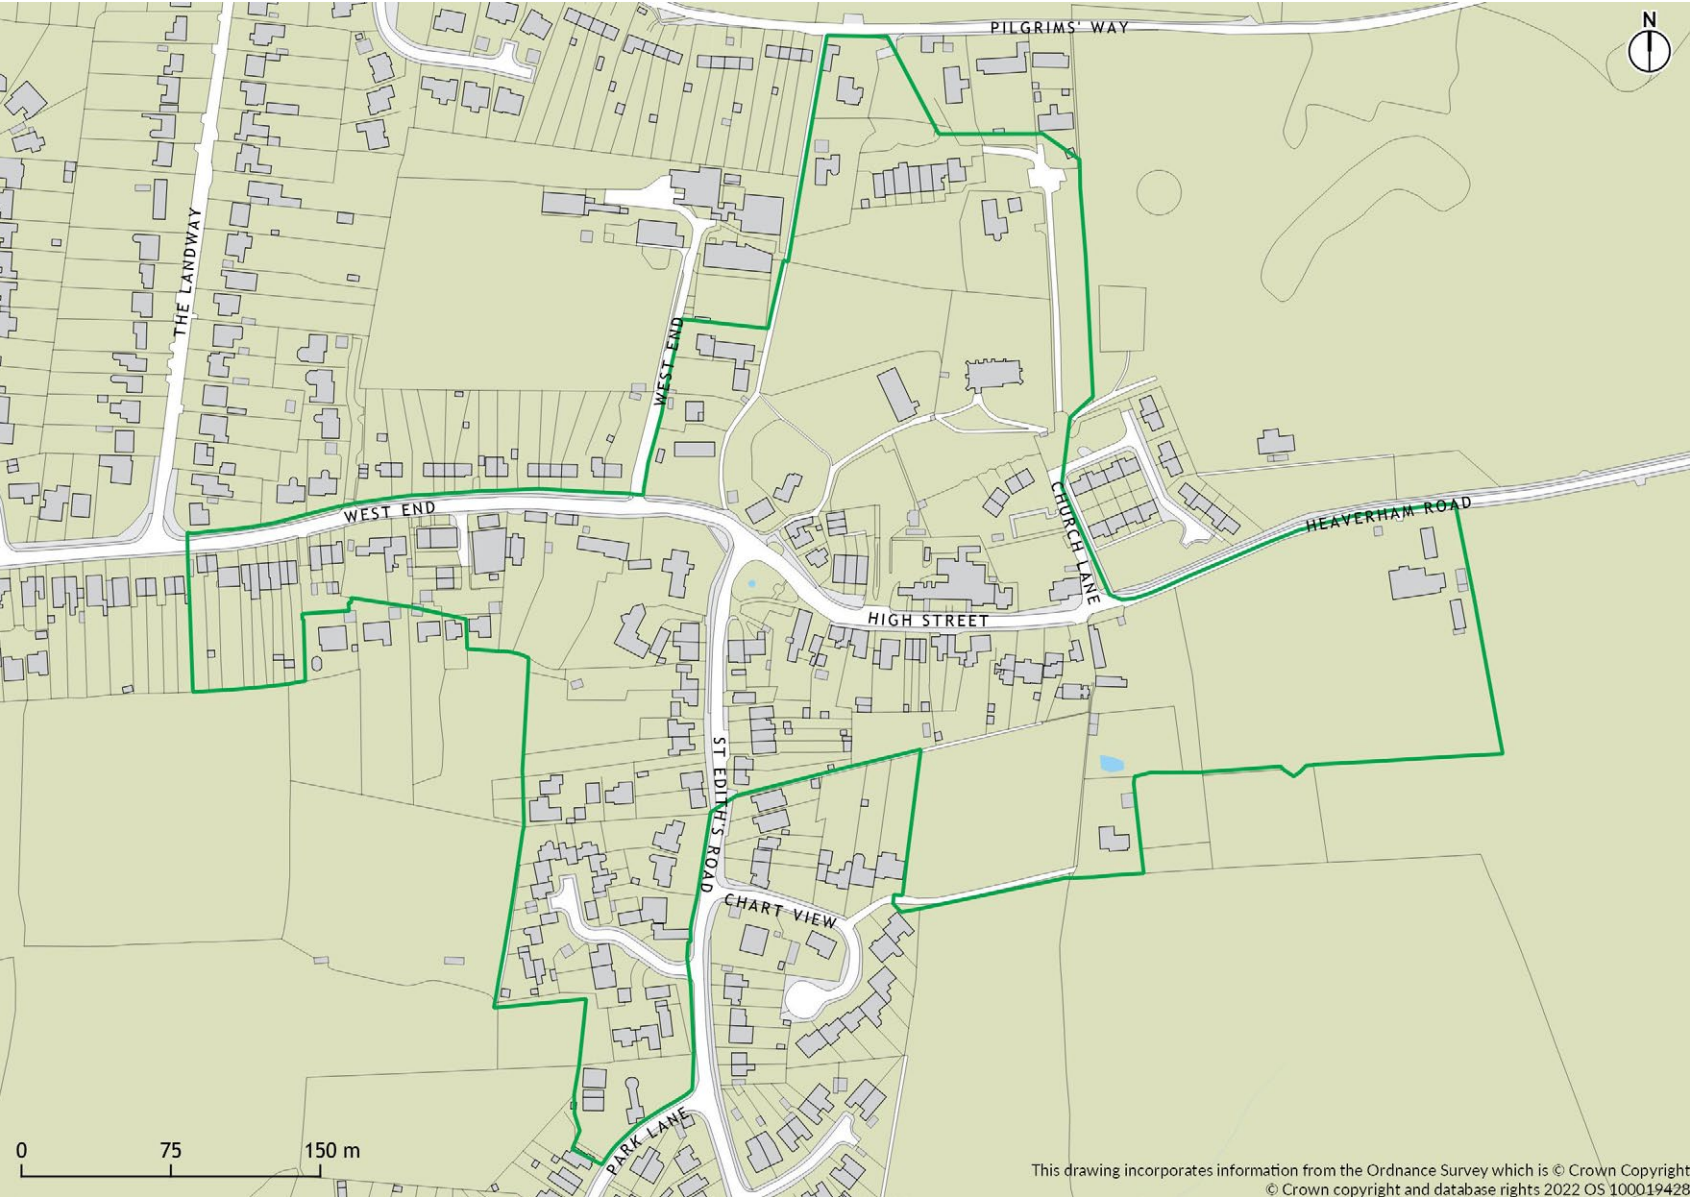 PILGRIMS' WAY
N
THE LANDWAY
WEST END
WEST END
CHURCH LANE
HEAVERHAM ROAD
HIGH STREET
ST EDITH'S ROAD
CHART VIEW
PARK LANE
0 75 150 m
This drawing incorporates information from the Ordnance Survey which is © Crown Copyright
© Crown copyright and database rights 2022 OS 100019428